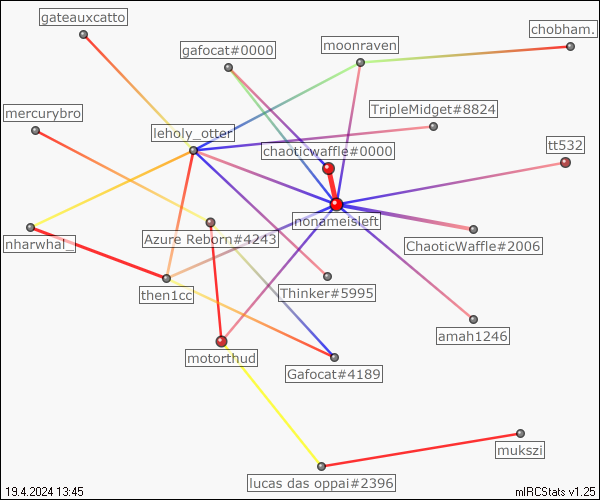 gateauxcatto
chobham.
moonraven
gafocat#0000
TripleMidget#8824
mercurybro
leholy_otter
chaoticwaffle#0000
tt532
nonameisleft
Azure Reborn#4243
nharwhal_
ChaoticWaffle#2006
then1cc
Thinker#5995
amah1246
motorthud
Gafocat#4189
mukszi
lucas das oppai#2396
19.4.2024 13:45
mIRCStats v1.25